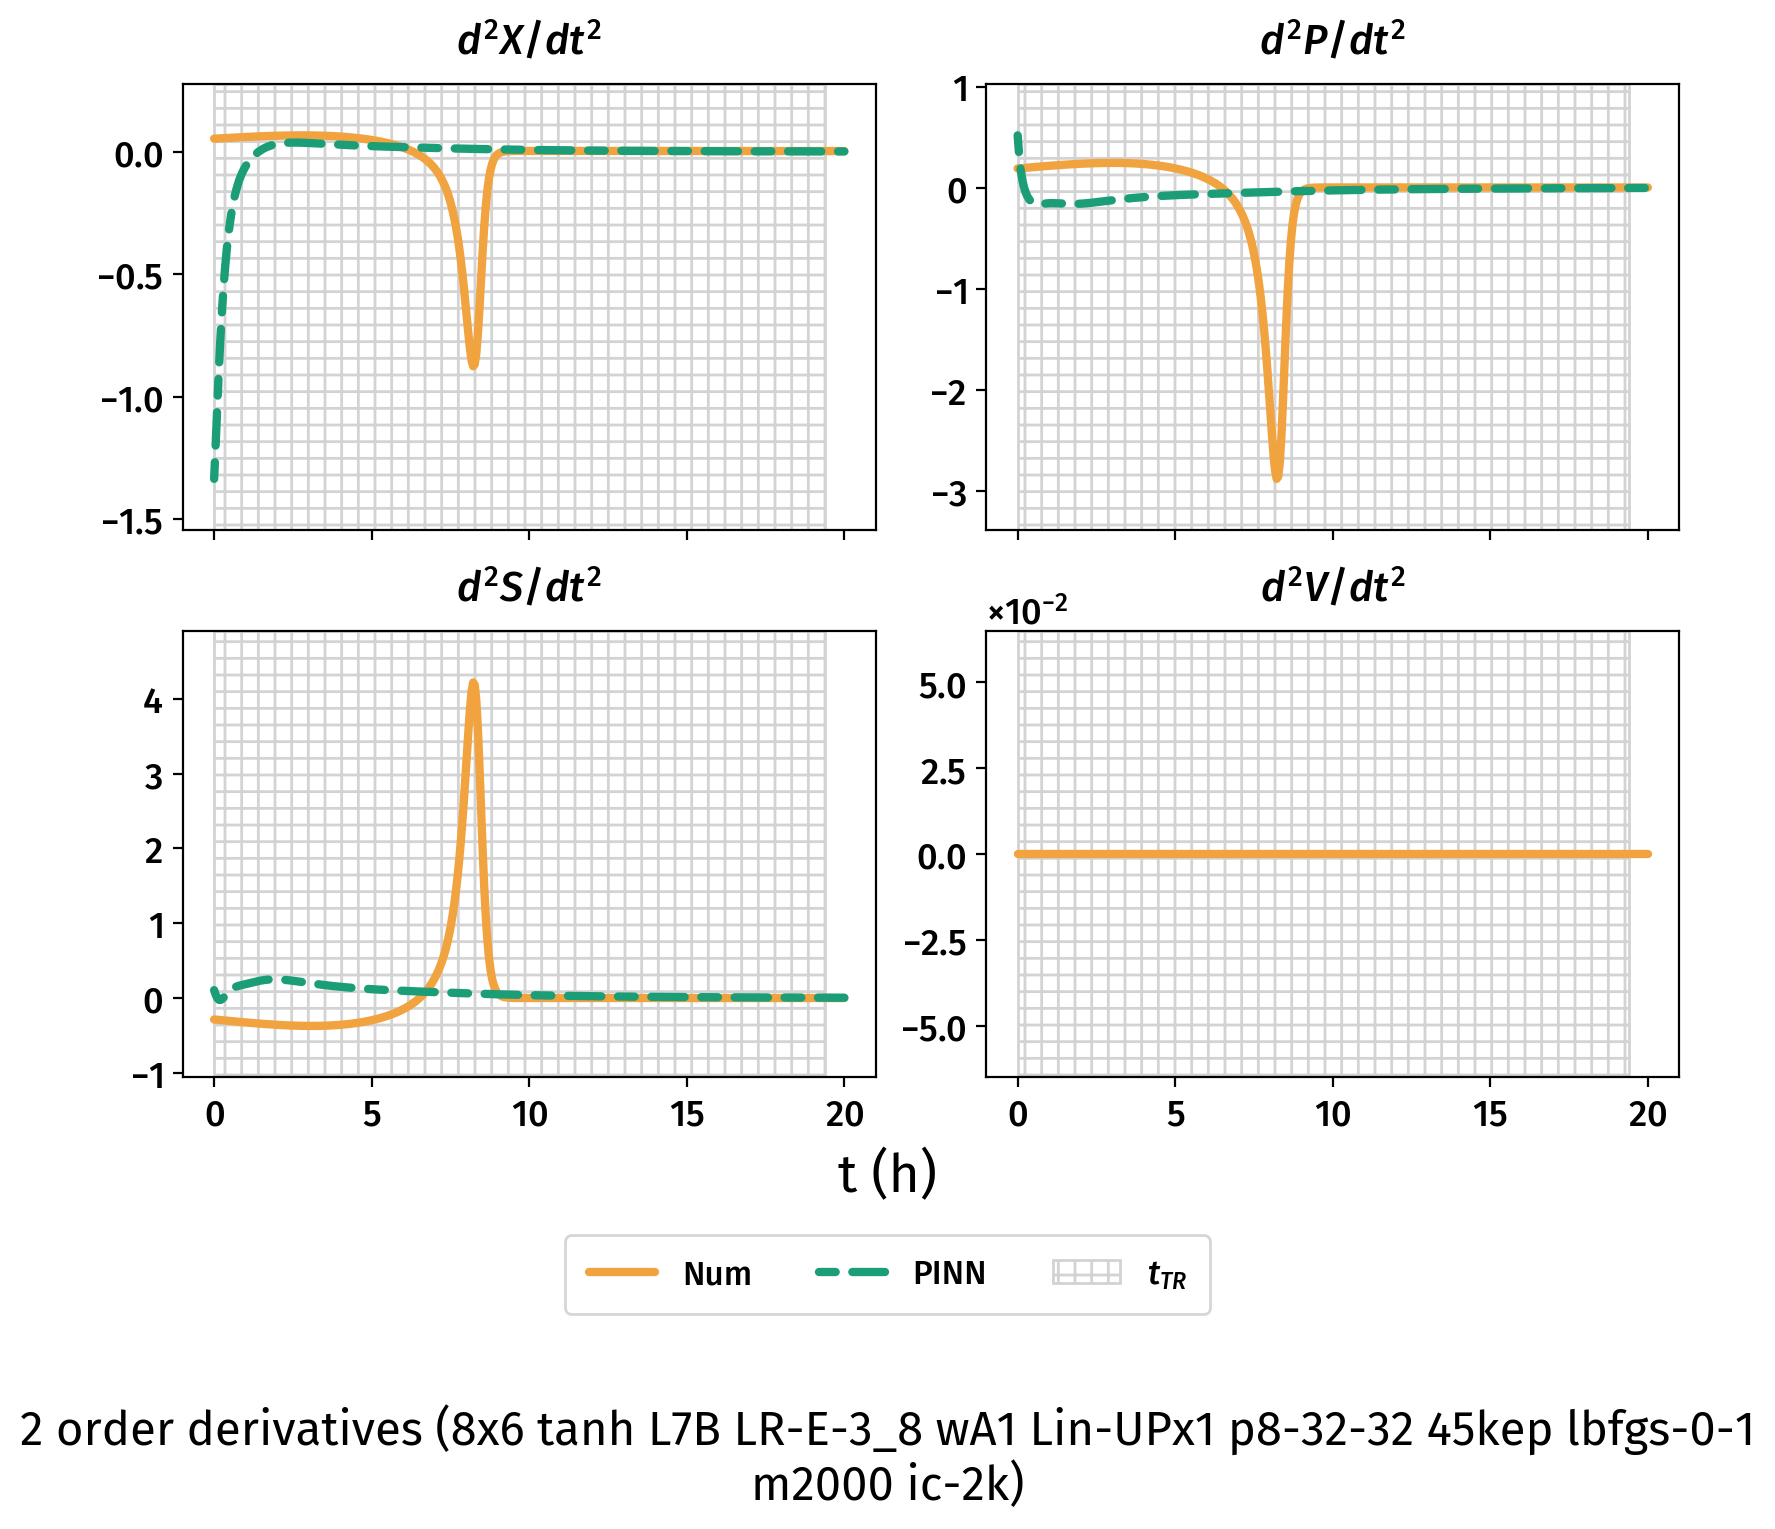 d²X/dt²
d²P/dt²
0.0
−0.5
−1.0
−1.5
1
0
−1
−2
−3
d²S/dt²
d²V/dt²
×10⁻²
4
3
2
1
0
−1
5.0
2.5
0.0
−2.5
−5.0
0 5 10 15 20
0 5 10 15 20
t (h)
Num PINN t_TR
2 order derivatives (8x6 tanh L7B LR-E-3_8 wA1 Lin-UPx1 p8-32-32 45kep lbfgs-0-1
m2000 ic-2k)